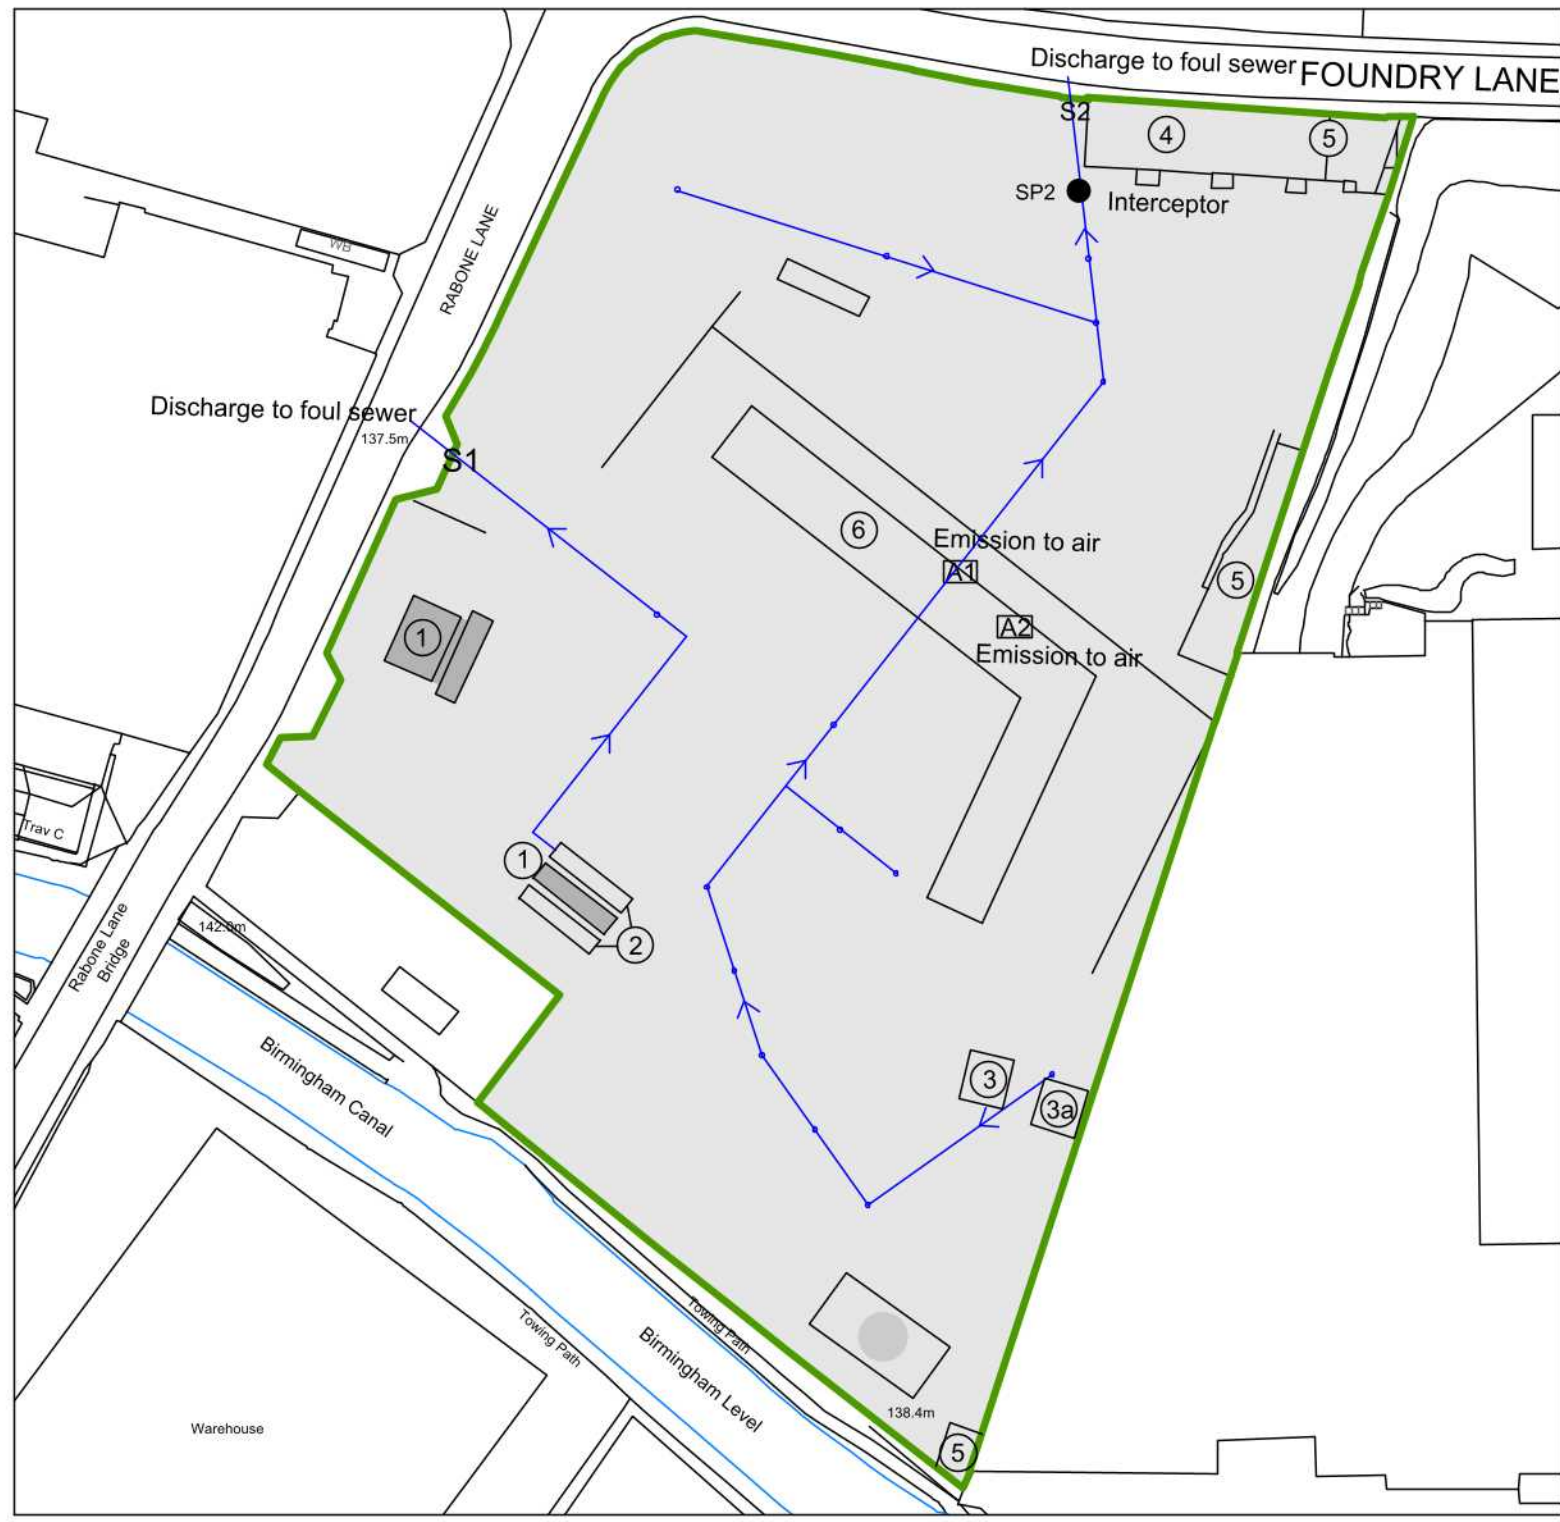 Discharge to foul sewer
FOUNDRY LANE
S2
4
5
SP2
Interceptor
WB
RABONE LANE
Discharge to foul sewer
137.5m
S1
6
Emission to air
A1
5
A2
Emission to air
1
Trav C
1
2
142.0m
Rabone Lane
Bridge
Birmingham Canal
3
3a
Towing Path
Towing Path
Birmingham Level
138.4m
Warehouse
5